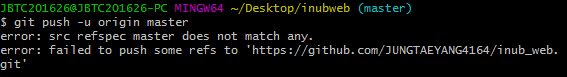 JBTC201626@JBTC201626-PC MINGW64 ~/Desktop/inubweb (master)
$ git push -u origin master
error: src refspec master does not match any.
error: failed to push some refs to 'https://github.com/JUNGTAEYANG4164/inub_web.
git'